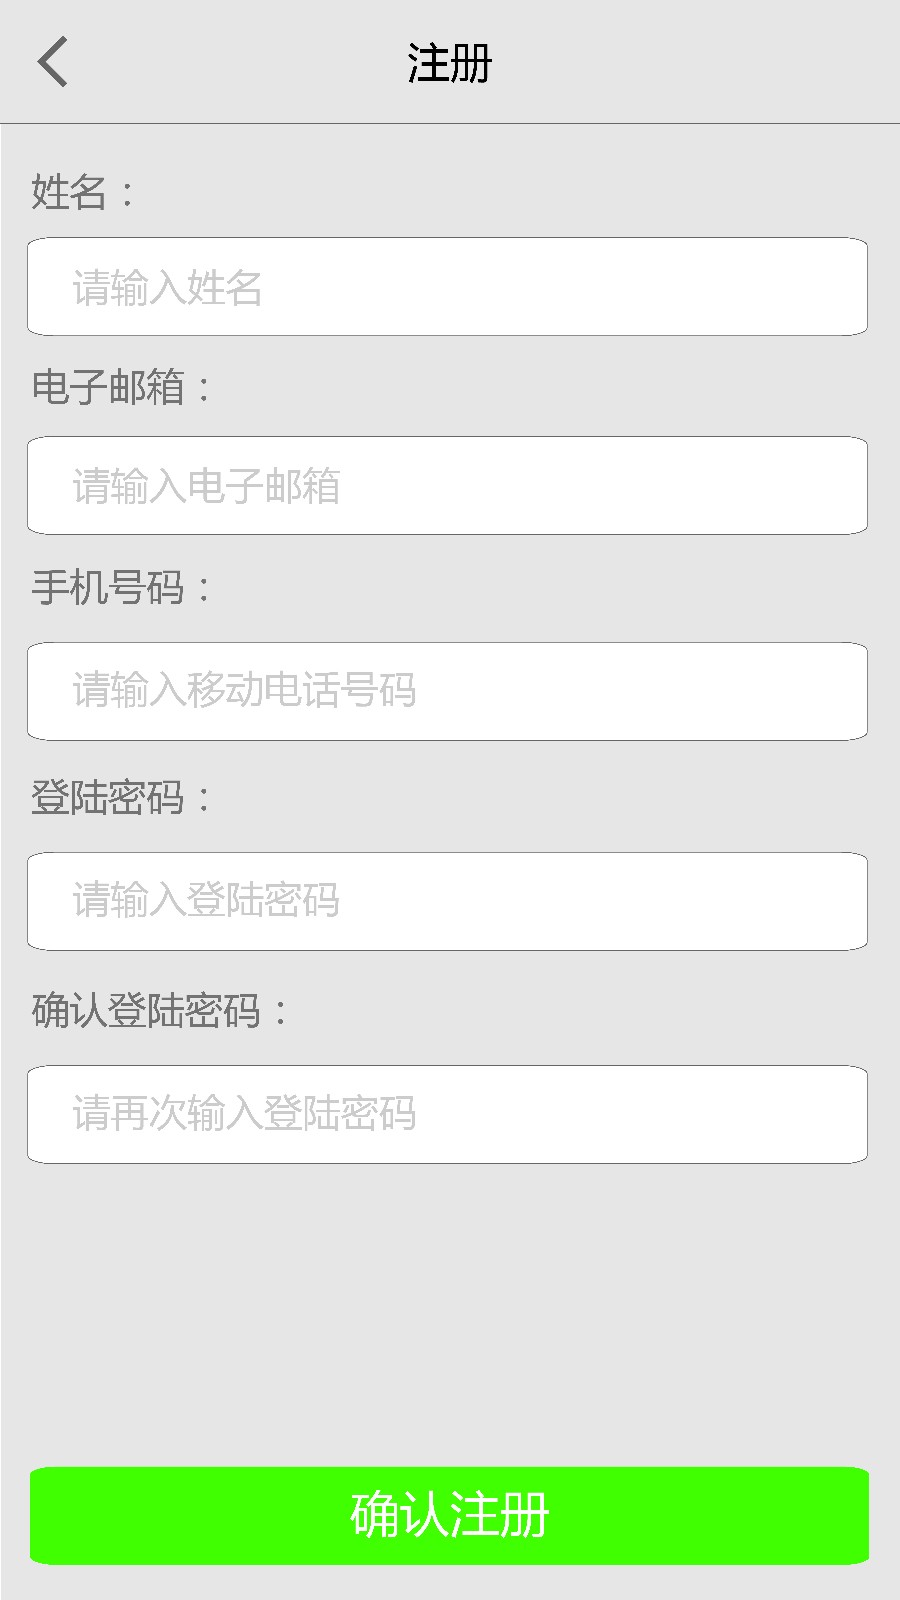 注册
姓名：
请输入姓名
电子邮箱：
请输入电子邮箱
手机号码：
请输入移动电话号码
登陆密码：
请输入登陆密码
确认登陆密码：
请再次输入登陆密码
确认注册